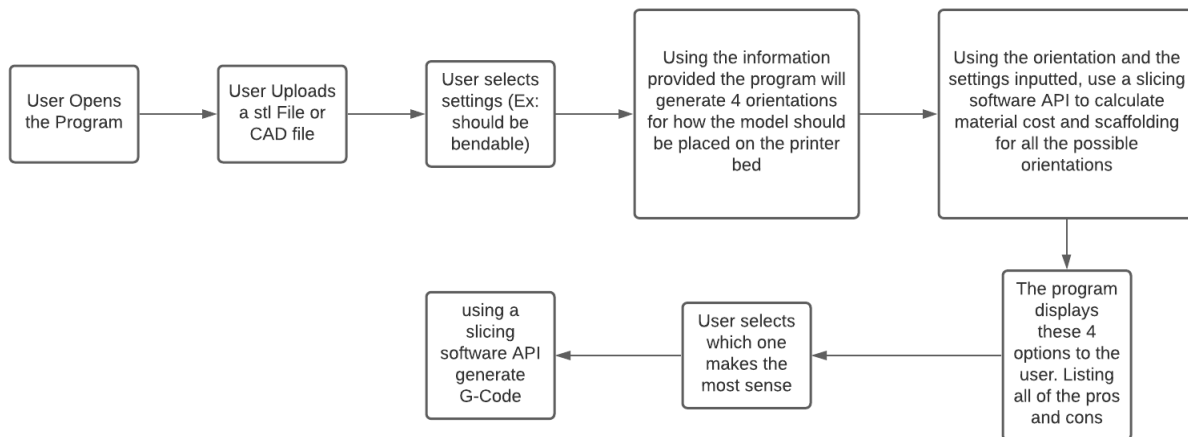 User Opens
the Program
User Uploads
a stl File or
CAD file
User selects
settings (Ex:
should be
bendable)
Using the information
provided the program will
generate 4 orientations
for how the model should
be placed on the printer
bed
Using the orientation and the
settings inputted, use a slicing
software API to calculate
material cost and scaffolding
for all the possible
orientations
The program
displays
these 4
options to the
user. Listing
all of the pros
and cons
User selects
which one
makes the
most sense
using a
slicing
software API
generate
G-Code